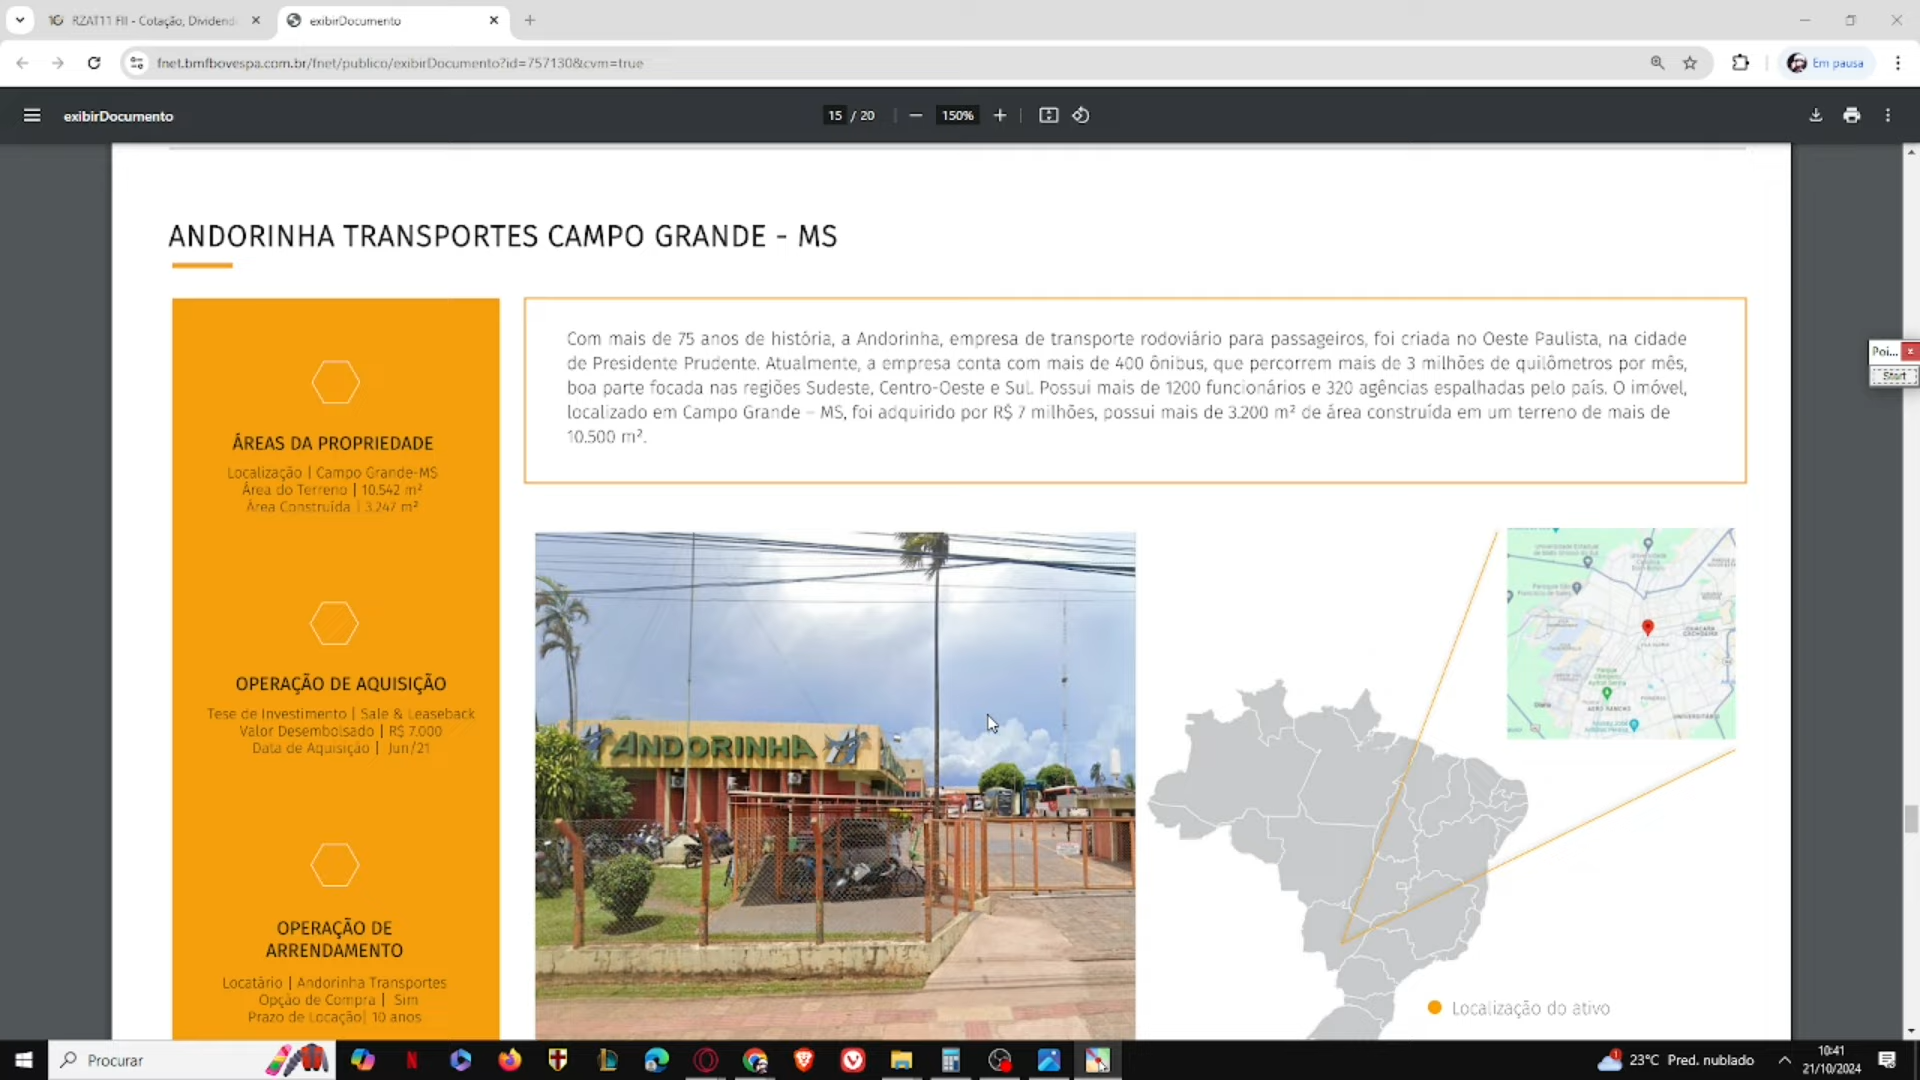 RZAT11 FII - Cotação, Dividend
exibirDocumento
fnet.bmfbovespa.com.br/fnet/publico/exibirDocumento?id=757130&cvm=true
Em pausa
exibirDocumento
15 / 20
150%
ANDORINHA TRANSPORTES CAMPO GRANDE - MS
ÁREAS DA PROPRIEDADE
Localização | Campo Grande-MS
Área do Terreno | 10.542 m²
Área Construída | 3.247 m²
OPERAÇÃO DE AQUISIÇÃO
Tese de Investimento | Sale & Leaseback
Valor Desembolsado | R$ 7.000
Data de Aquisição | Jun/21
OPERAÇÃO DE
ARRENDAMENTO
Locatário | Andorinha Transportes
Opção de Compra | Sim
Prazo de Locação| 10 anos
Com mais de 75 anos de história, a Andorinha, empresa de transporte rodoviário para passageiros, foi criada no Oeste Paulista, na cidade
de Presidente Prudente. Atualmente, a empresa conta com mais de 400 ônibus, que percorrem mais de 3 milhões de quilômetros por mês,
boa parte focada nas regiões Sudeste, Centro-Oeste e Sul. Possui mais de 1200 funcionários e 320 agências espalhadas pelo país. O imóvel,
localizado em Campo Grande – MS, foi adquirido por R$ 7 milhões, possui mais de 3.200 m² de área construída em um terreno de mais de
10.500 m².
ANDORINHA
Localização do ativo
Poi...
Start
Procurar
23°C Pred. nublado
10:41
21/10/2024